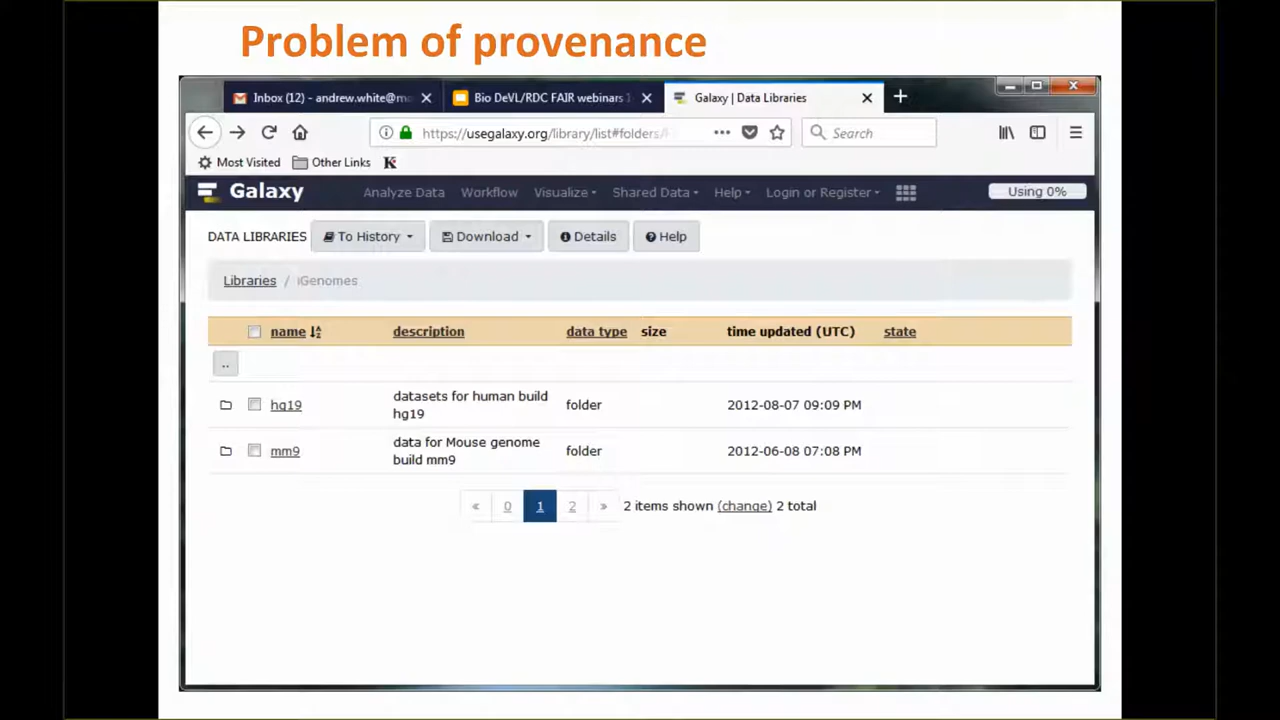 Problem of provenance
Inbox (12) - andrew.white@m
Bio DeVL/RDC FAIR webinars 1
Galaxy | Data Libraries
https://usegalaxy.org/library/list#folders/
Search
Most Visited
Other Links
K
Galaxy
Analyze Data
Workflow
Visualize
Shared Data
Help
Login or Register
Using 0%
DATA LIBRARIES
To History
Download
Details
Help
Libraries / iGenomes
name description data type size time updated (UTC) state
..
hg19 datasets for human build folder 2012-08-07 09:09 PM
hg19
mm9 data for Mouse genome folder 2012-06-08 07:08 PM
build mm9
« 0 1 2 » 2 items shown (change) 2 total